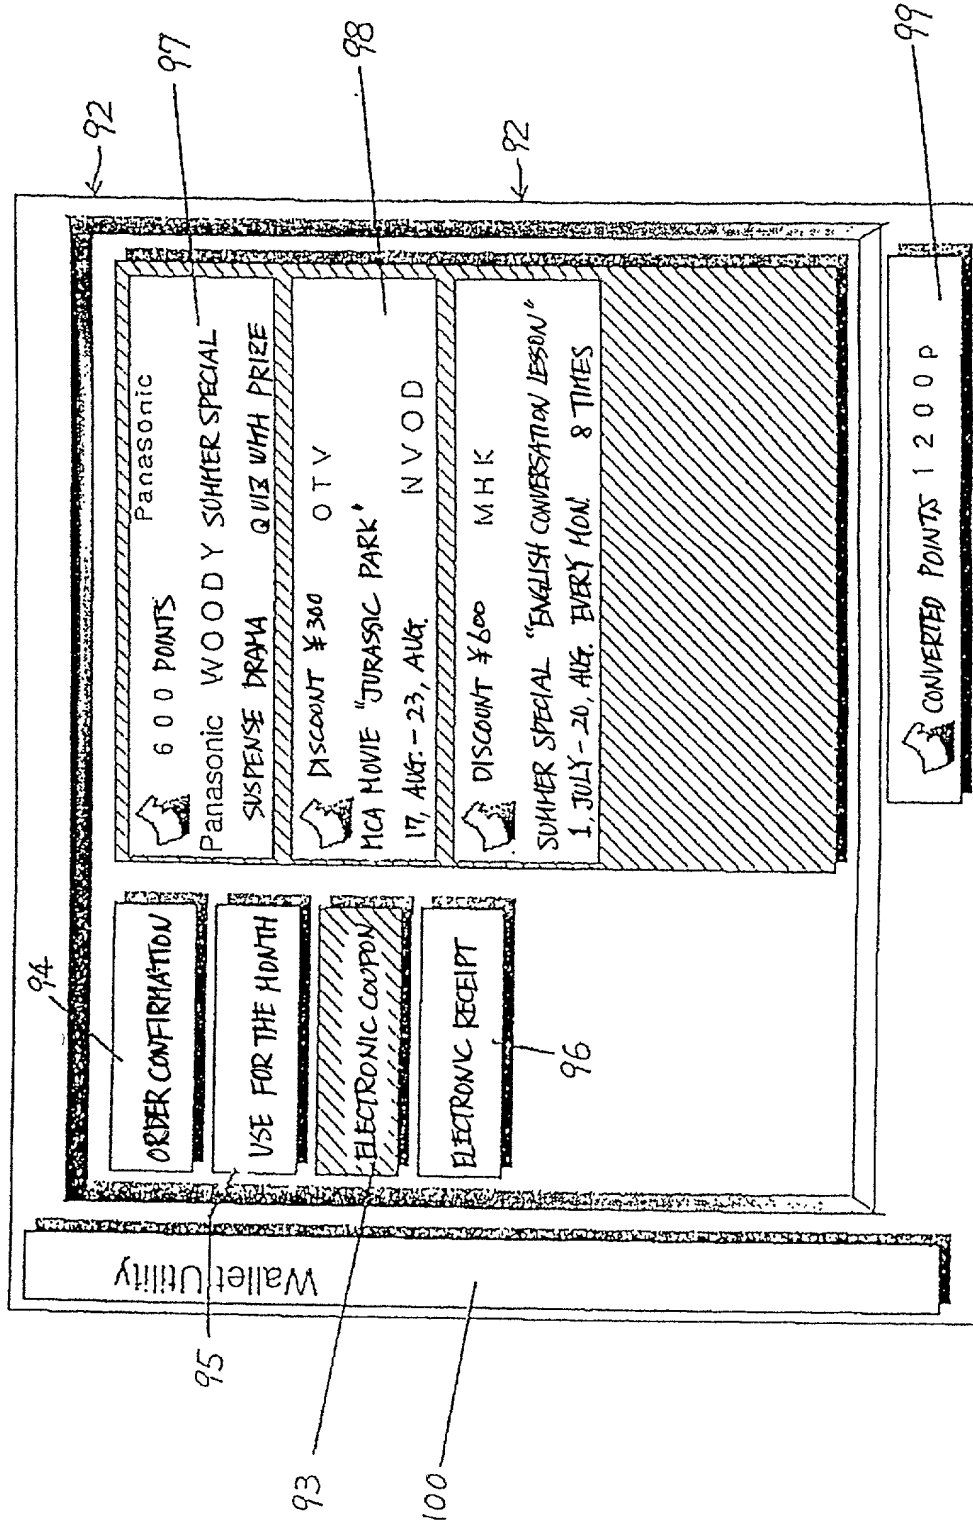 92
97
98
92
99
94
95
93
96
100
Wallet Utility
ORDER CONFIRMATION
USE FOR THE MONTH
ELECTRONIC COUPON
ELECTRONIC RECEIPT
600 POINTS Panasonic
Panasonic WOODY SUMMER SPECIAL
SUSPENSE DRAMA QUIZ WITH PRIZE
DISCOUNT ¥300 OTV
MCA MOVIE "JURASSIC PARK"
17, AUG. - 23, AUG. NVOD
DISCOUNT ¥600 MHK
SUMMER SPECIAL "ENGLISH CONVERSATION LESSON"
1, JULY - 20, AUG. EVERY MON. 8 TIMES
CONVERTED POINTS 1200p